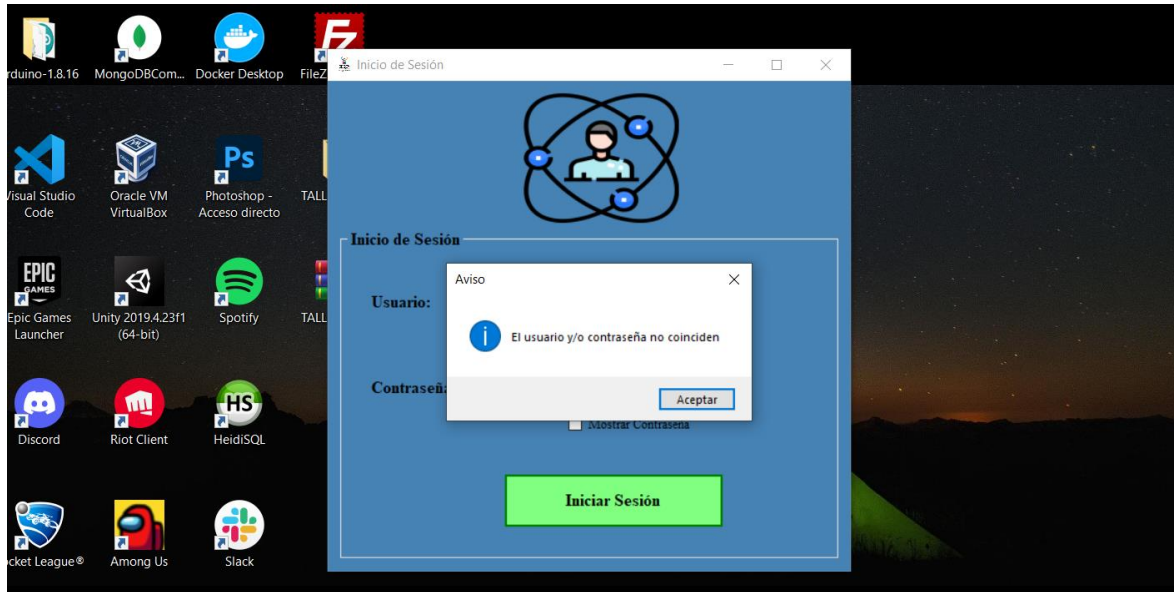 rduino-1.8.16
MongoDBCom...
Docker Desktop
FileZ
Visual Studio
Code
Oracle VM
VirtualBox
Ps
Photoshop -
Acceso directo
TALL
EPIC
GAMES
Epic Games
Launcher
Unity 2019.4.23f1
(64-bit)
Spotify
TALL
Discord
Riot Client
HS
HeidiSQL
ocket League®
Among Us
Slack
Inicio de Sesión
Inicio de Sesión
Usuario:
Contraseña
Mostrar Contraseña
Iniciar Sesión
Aviso
El usuario y/o contraseña no coinciden
Aceptar